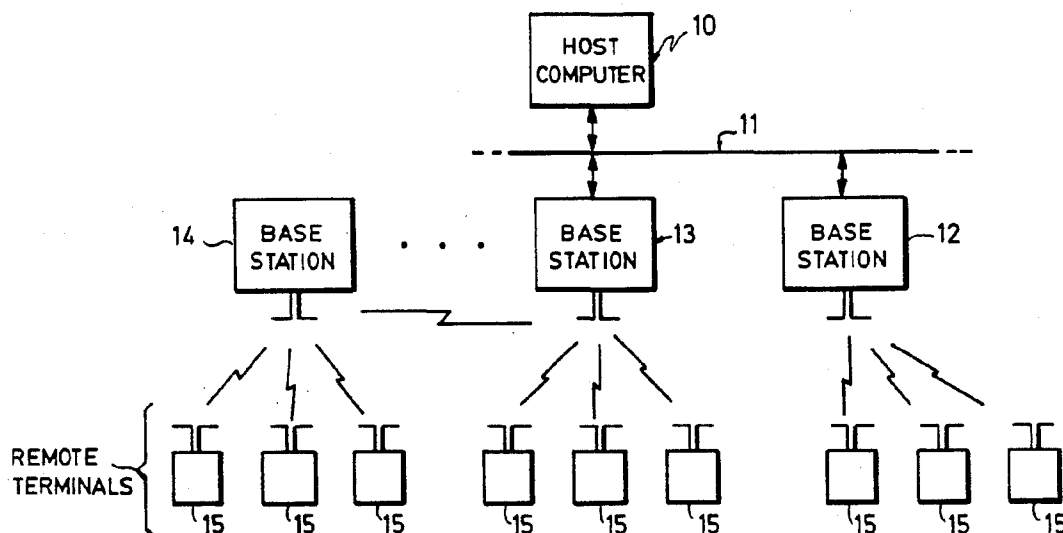 10
HOST
COMPUTER
11
14
BASE
STATION
. . .
BASE
STATION
13
BASE
STATION
12
REMOTE
TERMINALS
15 15 15 15 15 15 15 15 15